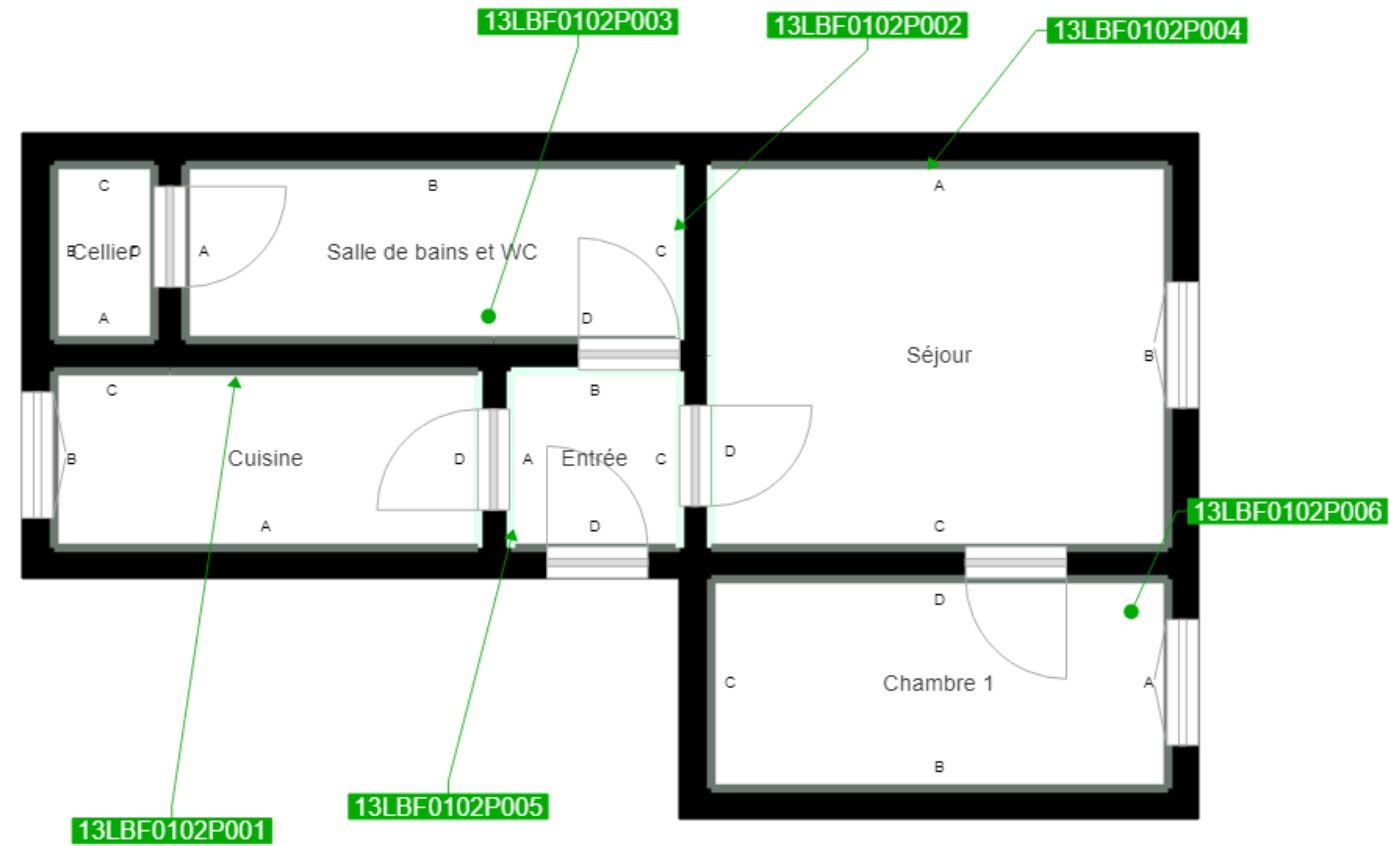 13LBF0102P003
13LBF0102P002
13LBF0102P004
C
B
A
B Cellier D
A
Salle de bains et WC
C
A
D
Séjour
B
C
B
B
Cuisine
D
A
Entrée
C
D
A
D
C
13LBF0102P006
D
C
Chambre 1
A
B
13LBF0102P005
13LBF0102P001